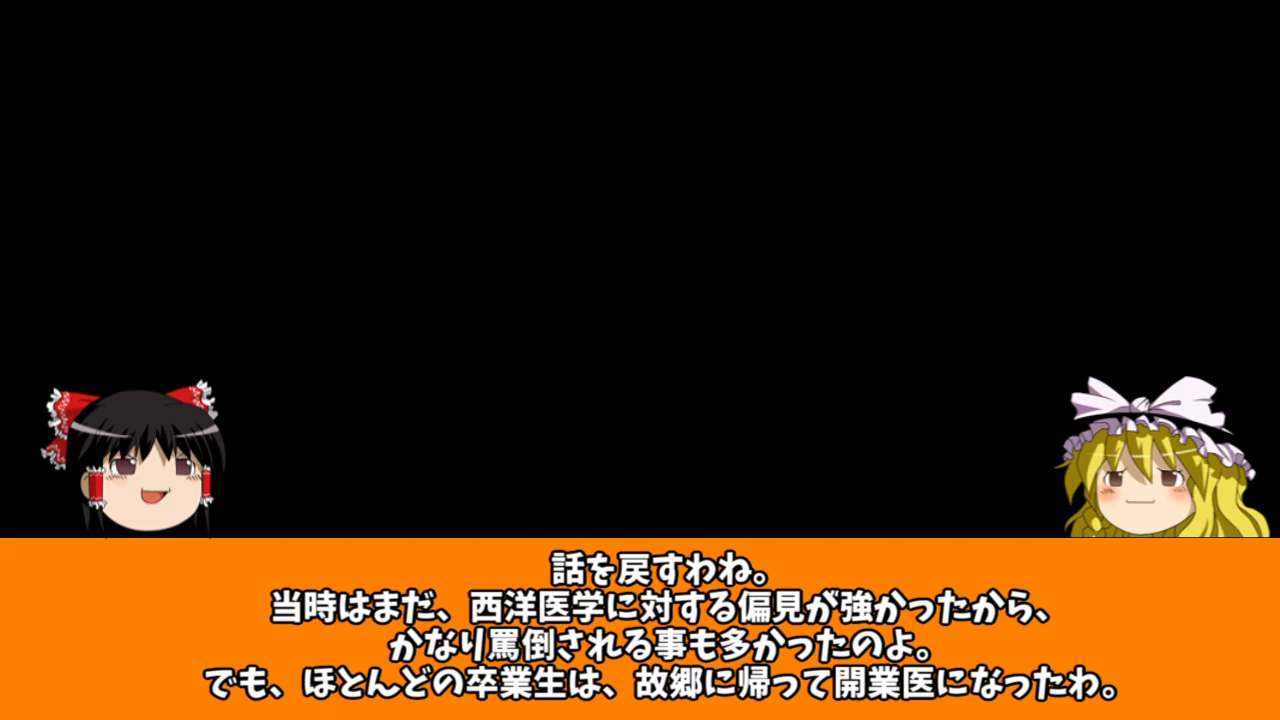 話を戻すわね。
当時はまだ、西洋医学に対する偏見が強かったから、
かなり罵倒される事も多かったのよ。
でも、ほとんどの卒業生は、故郷に帰って開業医になったわ。